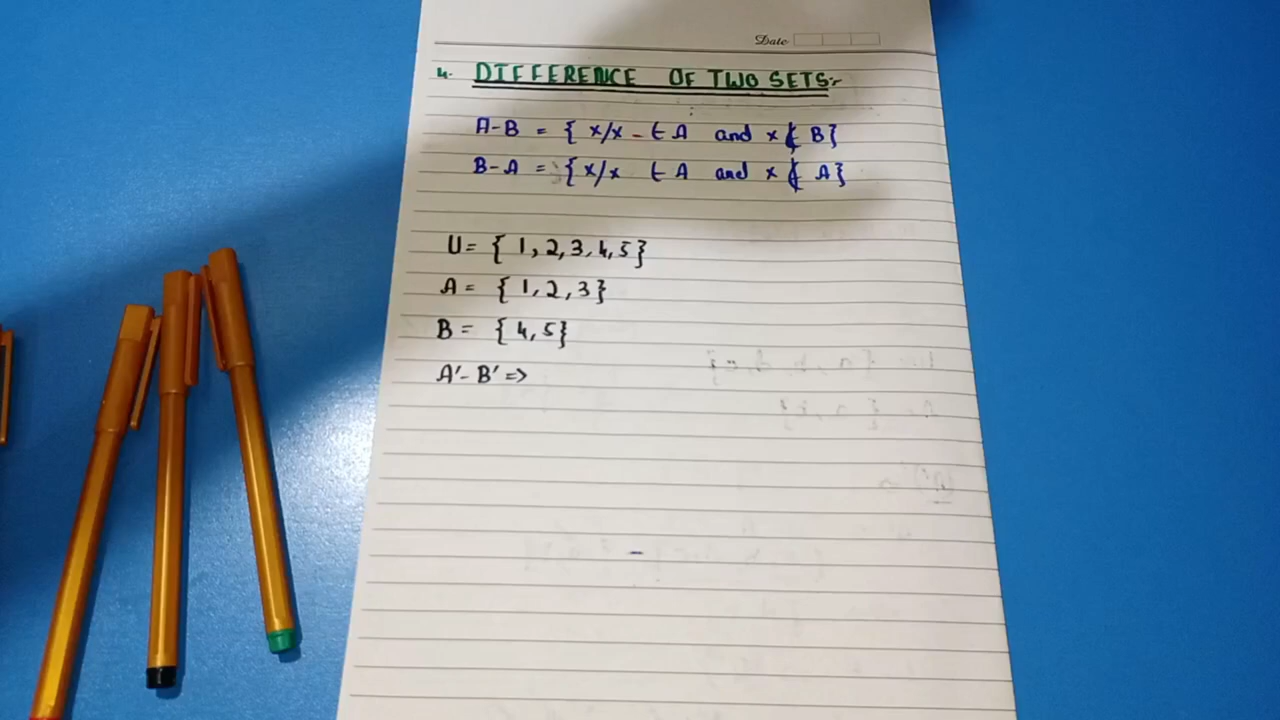 Date
4. DIFFERENCE OF TWO SETS:-
A-B = { x/x - ∈ A and x ∉ B}
B-A = {x/x ∈ A and x ∉ A}
U = { 1, 2, 3, 4, 5}
A = { 1, 2, 3}
B = { 4, 5}
A' - B' =>